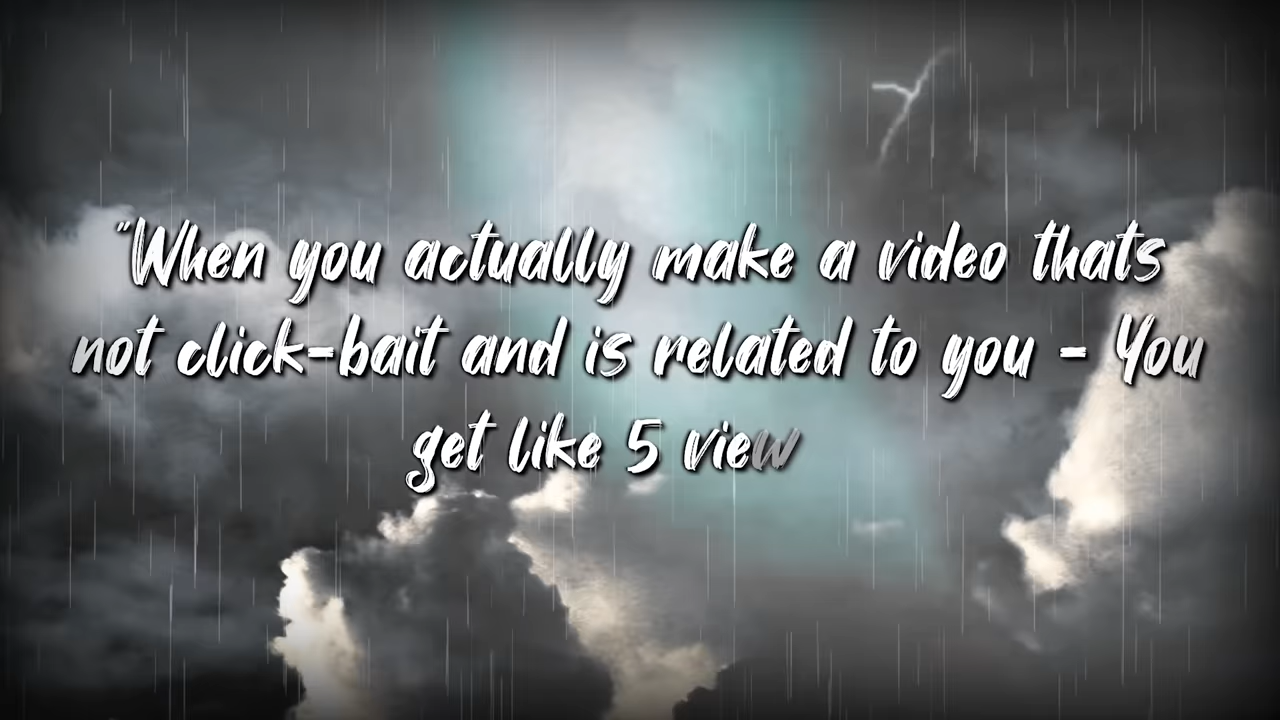 "When you actually make a video thats
not click-bait and is related to you - You
get like 5 view